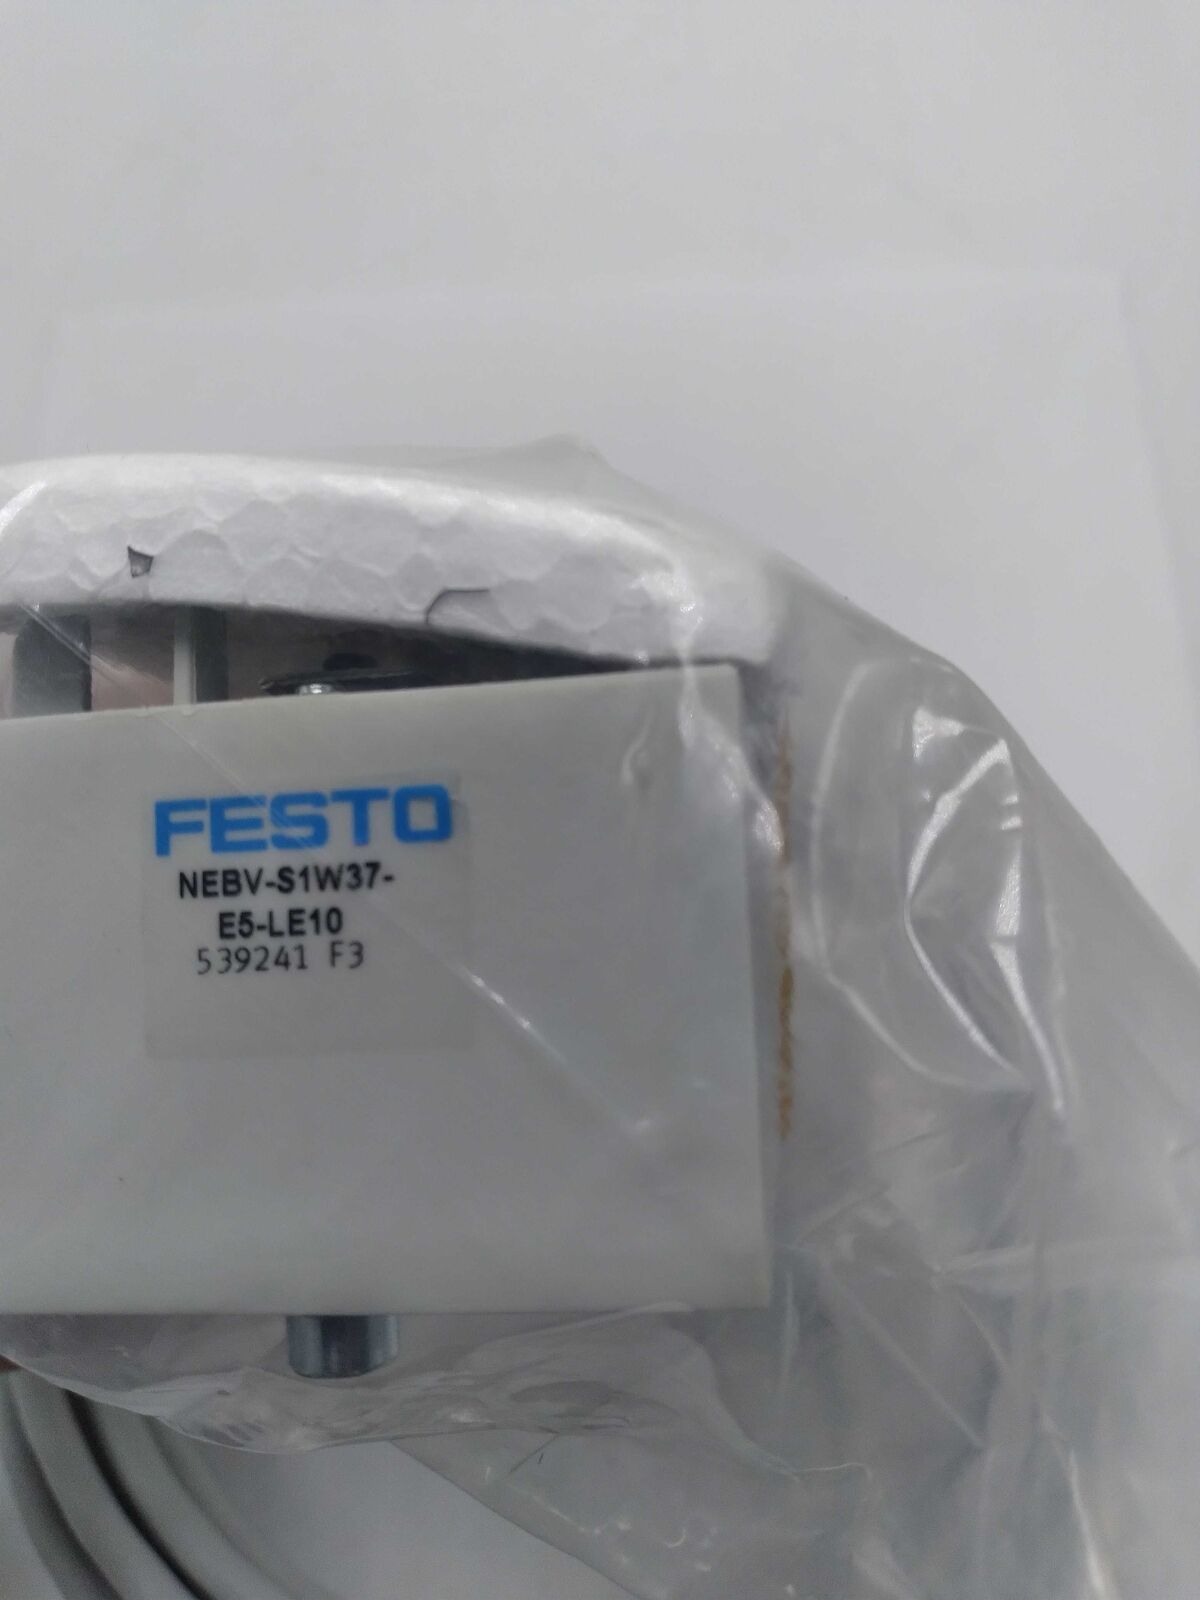 FESTO
NEBV-S1W37-
E5-LE10
539241 F3